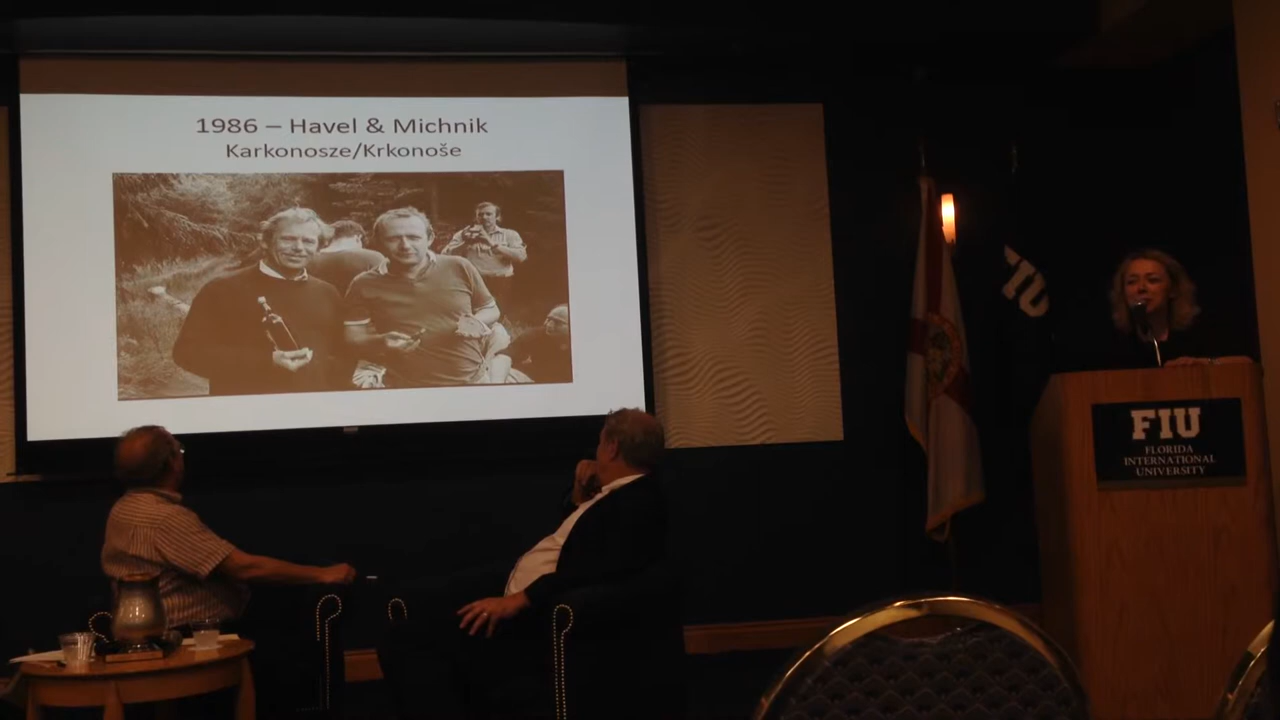 1986 – Havel & Michnik
Karkonosze/Krkonoše
FIU
FIU
FLORIDA
INTERNATIONAL
UNIVERSITY